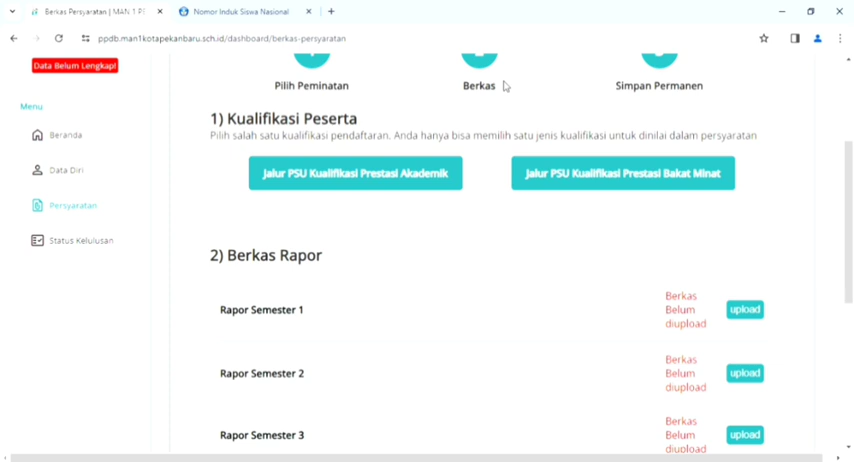 Berkas Persyaratan | MAN 1 PE
Nomor Induk Siswa Nasional
ppdb.man1kotapekanbaru.sch.id/dashboard/berkas-persyaratan
Data Belum Lengkap!
Menu
Beranda
Data Diri
Persyaratan
Status Kelulusan
Pilih Peminatan
Berkas
Simpan Permanen
1) Kualifikasi Peserta
Pilih salah satu kualifikasi pendaftaran. Anda hanya bisa memilih satu jenis kualifikasi untuk dinilai dalam persyaratan
Jalur PSU Kualifikasi Prestasi Akademik
Jalur PSU Kualifikasi Prestasi Bakat Minat
2) Berkas Rapor
Rapor Semester 1
Berkas
Belum
diupload
upload
Rapor Semester 2
Berkas
Belum
diupload
upload
Rapor Semester 3
Berkas
Belum
diupload
upload